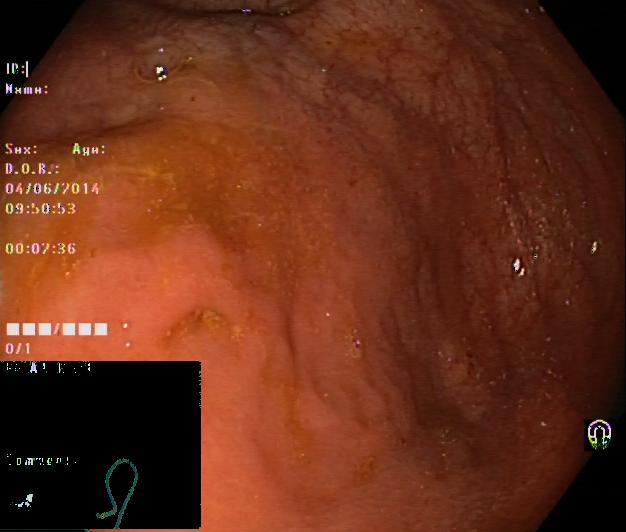 ID:
Name:
Sex: Age:
D.O.B.:
04/06/2014
09:50:53
00:07:36
■■■/■■■
0/1
Comment: